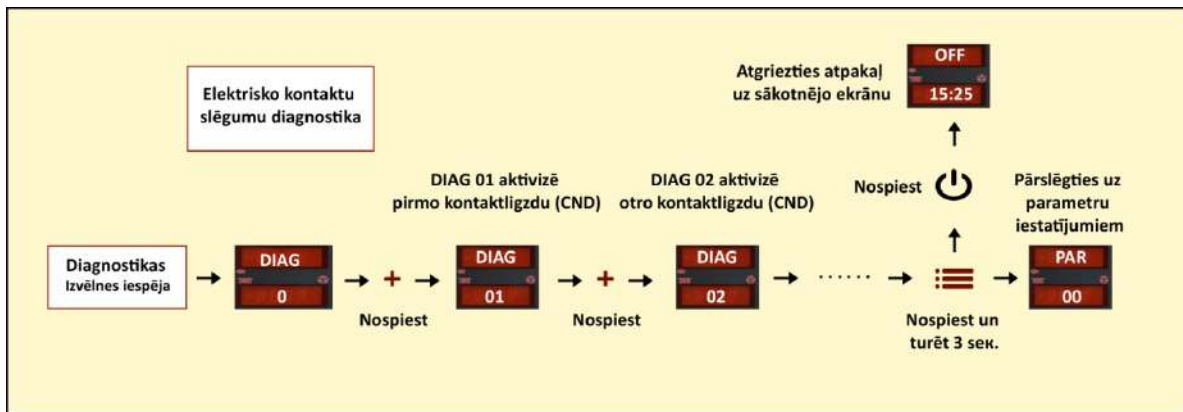 Elektrisko kontaktu
slēgumu diagnostika
Atgriezties atpakaļ
uz sākotnējo ekrānu
OFF
15:25
DIAG 01 aktivizē
pirmo kontaktligzdu (CND)
DIAG 02 aktivizē
otro kontaktligzdu (CND)
Nospiest
Pārslēgties uz
parametru
iestatījumiem
Diagnostikas
Izvēlnes iespēja
DIAG
0
+
Nospiest
DIAG
01
+
Nospiest
DIAG
02
......
Nospiest un
turēt 3 sек.
PAR
00